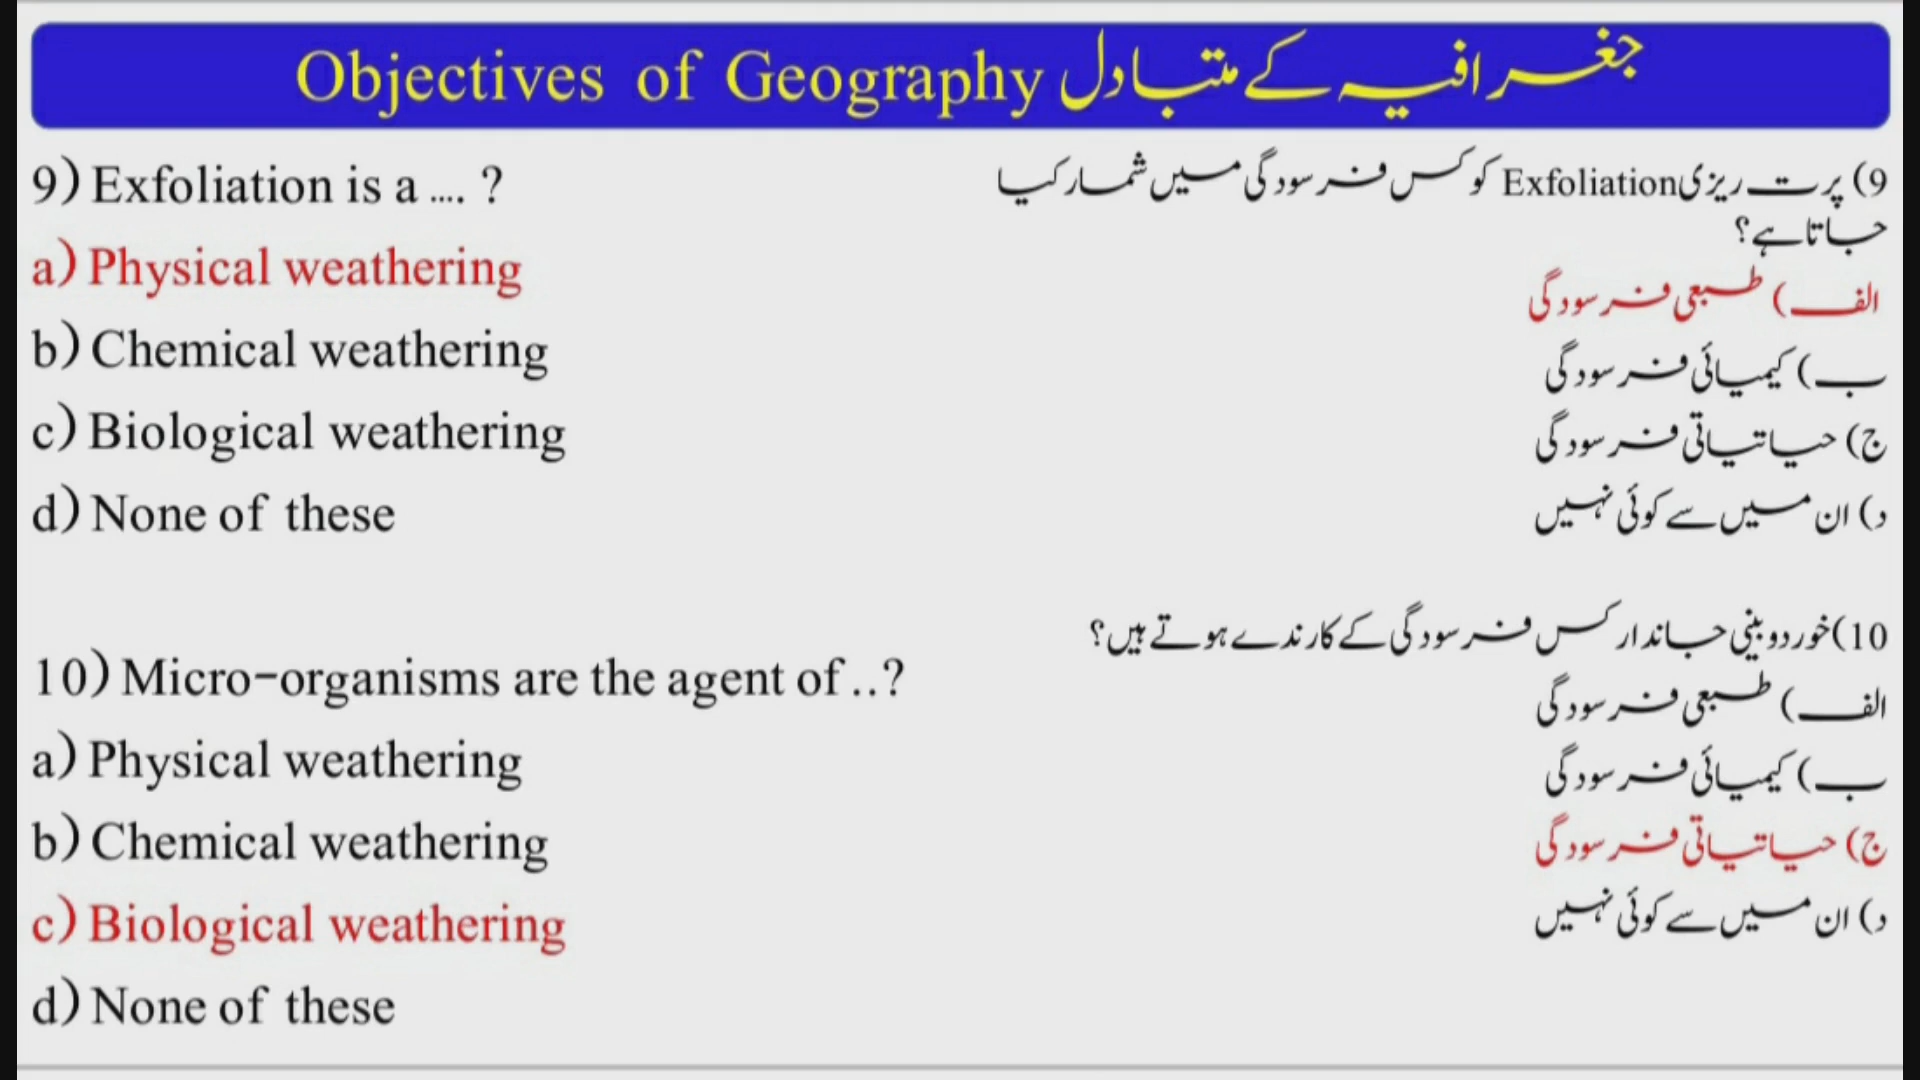 Objectives of Geography جغرافیہ کے متبادل
9) Exfoliation is a .... ?
a) Physical weathering
b) Chemical weathering
c) Biological weathering
d) None of these
10) Micro-organisms are the agent of ..?
a) Physical weathering
b) Chemical weathering
c) Biological weathering
d) None of these
9) پرت ریزی Exfoliation کو کس فرسودگی میں شمار کیا
جاتا ہے؟
الف) طبعی فرسودگی
ب) کیمیائی فرسودگی
ج) حیاتیاتی فرسودگی
د) ان میں سے کوئی نہیں
10) خوردوبینی جاندار کس فرسودگی کے کارندے ہوتے ہیں؟
الف) طبعی فرسودگی
ب) کیمیائی فرسودگی
ج) حیاتیاتی فرسودگی
د) ان میں سے کوئی نہیں